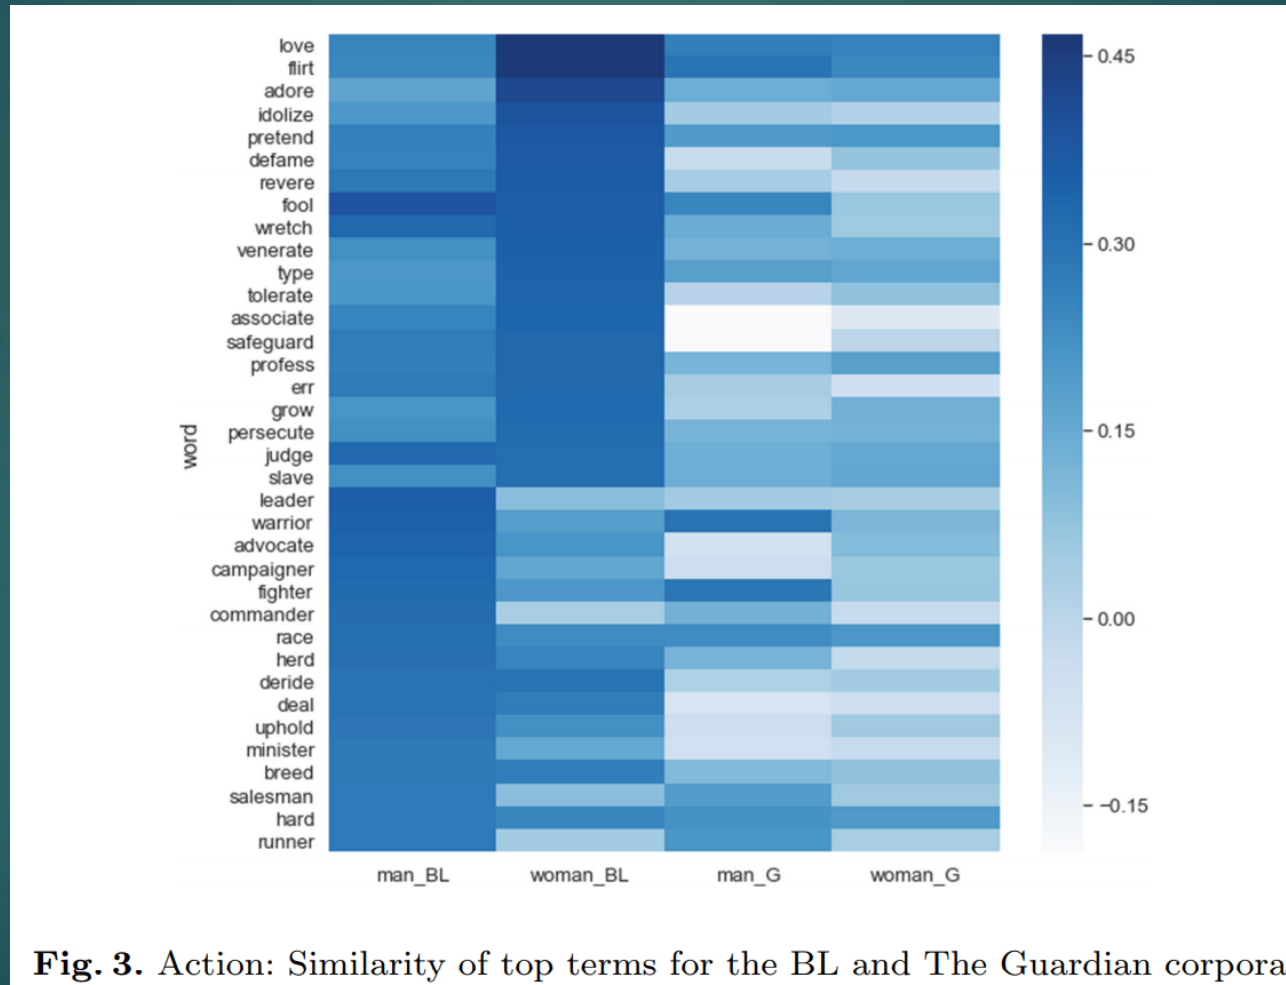 love
flirt
adore
idolize
pretend
defame
revere
fool
wretch
venerate
type
tolerate
associate
safeguard
profess
err
grow
persecute
judge
slave
leader
warrior
advocate
campaigner
fighter
commander
race
herd
deride
deal
uphold
minister
breed
salesman
hard
runner
word
man_BL woman_BL man_G woman_G
0.45
0.30
0.15
0.00
−0.15
Fig. 3. Action: Similarity of top terms for the BL and The Guardian corpora